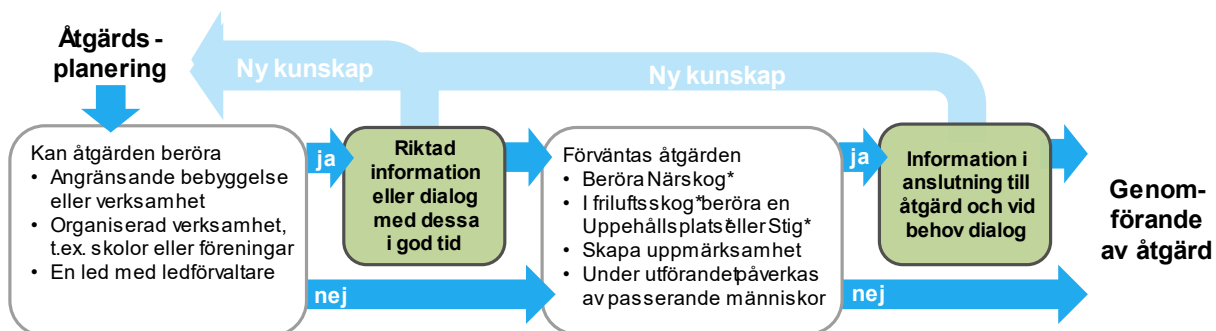 Åtgärds -
planering
Ny kunskap
Ny kunskap
Kan åtgärden beröra
• Angränsande bebyggelse
eller verksamhet
• Organiserad verksamhet,
t.ex. skolor eller föreningar
• En led med ledförvaltare
ja
nej
Riktad
information
eller dialog
med dessa
i god tid
Förväntas åtgärden
• Beröra Närskog*
• I friluftsskog*beröra en
Uppehållsplats*eller Stig*
• Skapa uppmärksamhet
• Under utförandet påverkas
av passerande människor
ja
nej
Information i
anslutning till
åtgärd och vid
behov dialog
Genom-
förande
av åtgärd